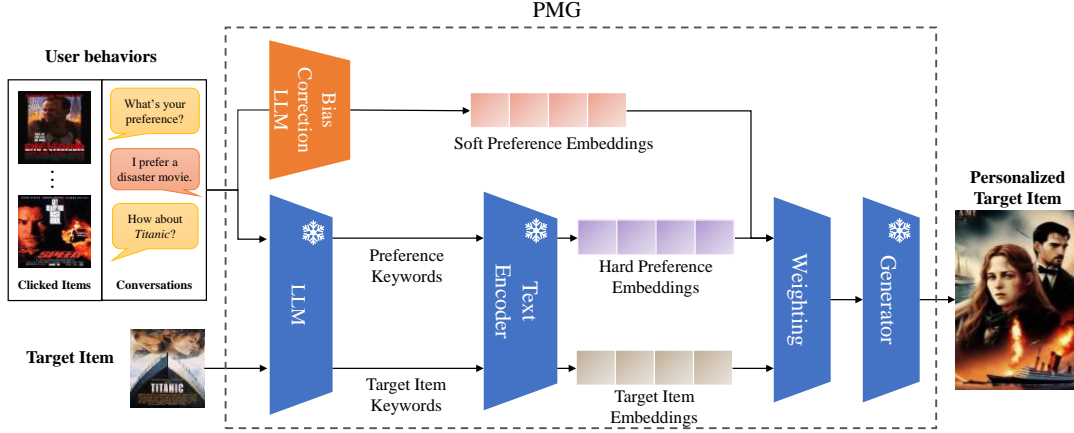 PMG
User behaviors
What's your
preference?
I prefer a
disaster movie.
How about
Titanic?
Clicked Items
Conversations
SPEED
Target Item
TITANIC
Bias
Correction
LLM
Soft Preference Embeddings
LLM
Preference
Keywords
Target Item
Keywords
Text
Encoder
Hard Preference
Embeddings
Target Item
Embeddings
Weighting
Generator
Personalized
Target Item